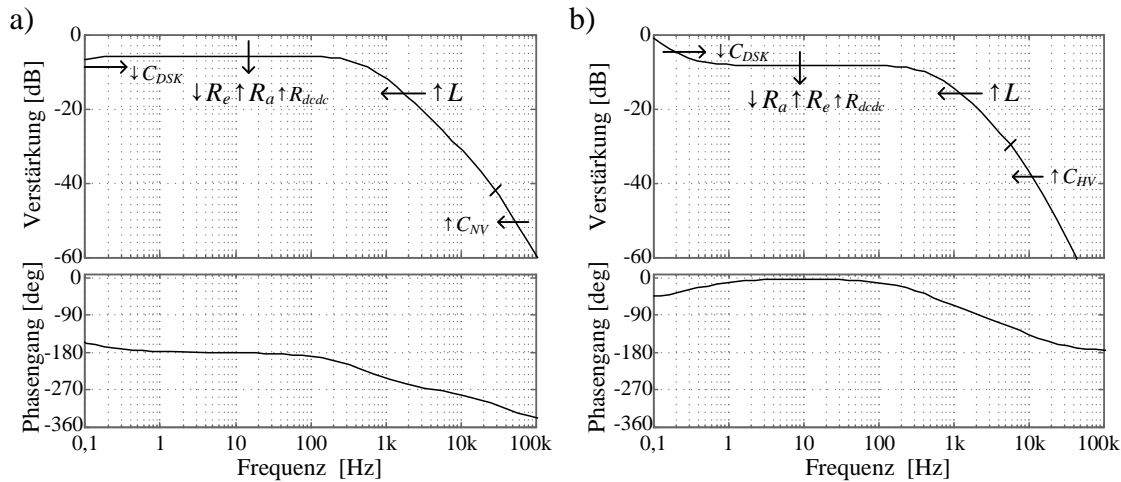 a)
Verstärkung [dB]
0
-20
-40
-60
↓C_DSK
↓R_e ↑R_a ↑R_dcdc
↑L
↑C_NV
Phasengang [deg]
0
-90
-180
-270
-360
0,1 1 10 100 1k 10k 100k
Frequenz [Hz]
b)
Verstärkung [dB]
0
-20
-40
-60
↓C_DSK
↓R_a ↑R_e ↑R_dcdc
↑L
↑C_HV
Phasengang [deg]
0
-90
-180
-270
-360
0,1 1 10 100 1k 10k 100k
Frequenz [Hz]